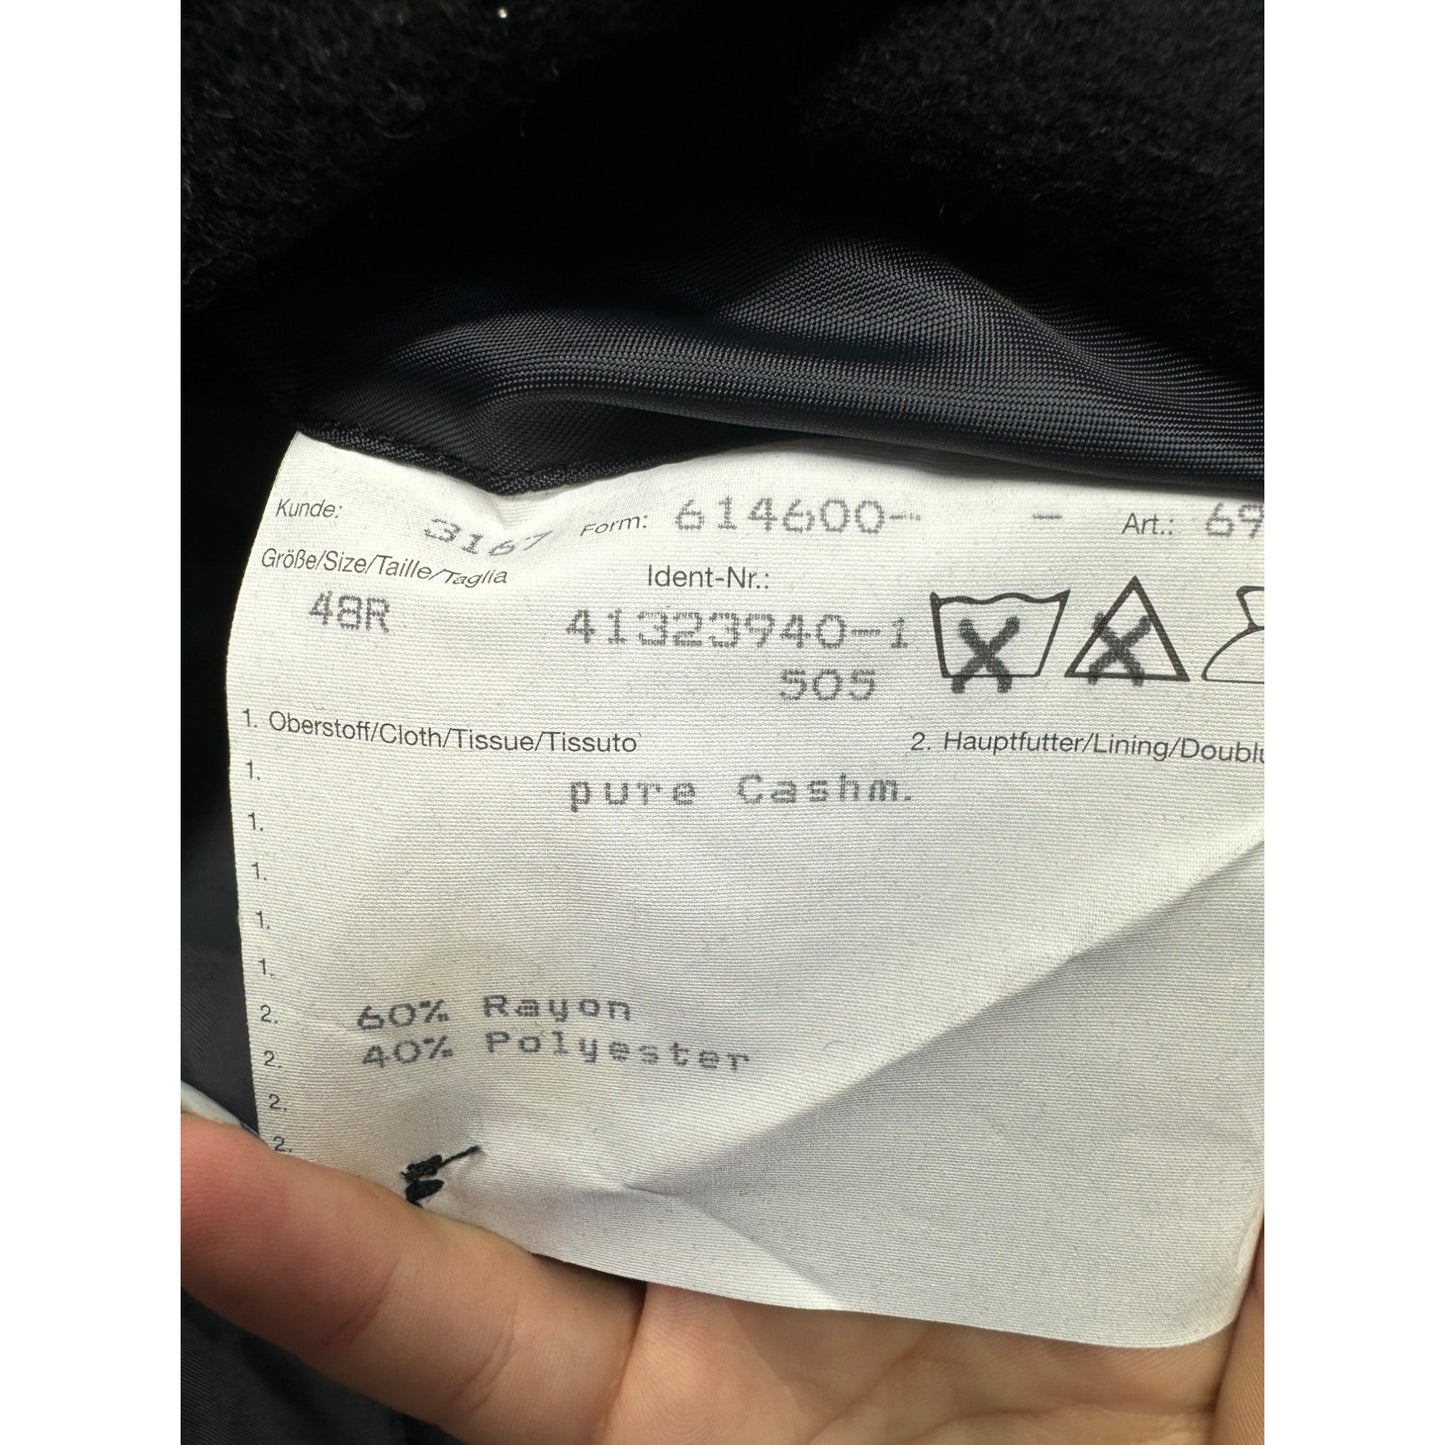 Kunde: 3167 Form: 614600- - Art.: 69
Größe/Size/Taille/Taglia Ident-Nr.:
48R 41323940-1
505
1. Oberstoff/Cloth/Tissue/Tissuto 2. Hauptfutter/Lining/Doublu
1. pure Cashm.
1.
1.
1.
1.
2. 60% Rayon
2. 40% Polyester
2.
2.